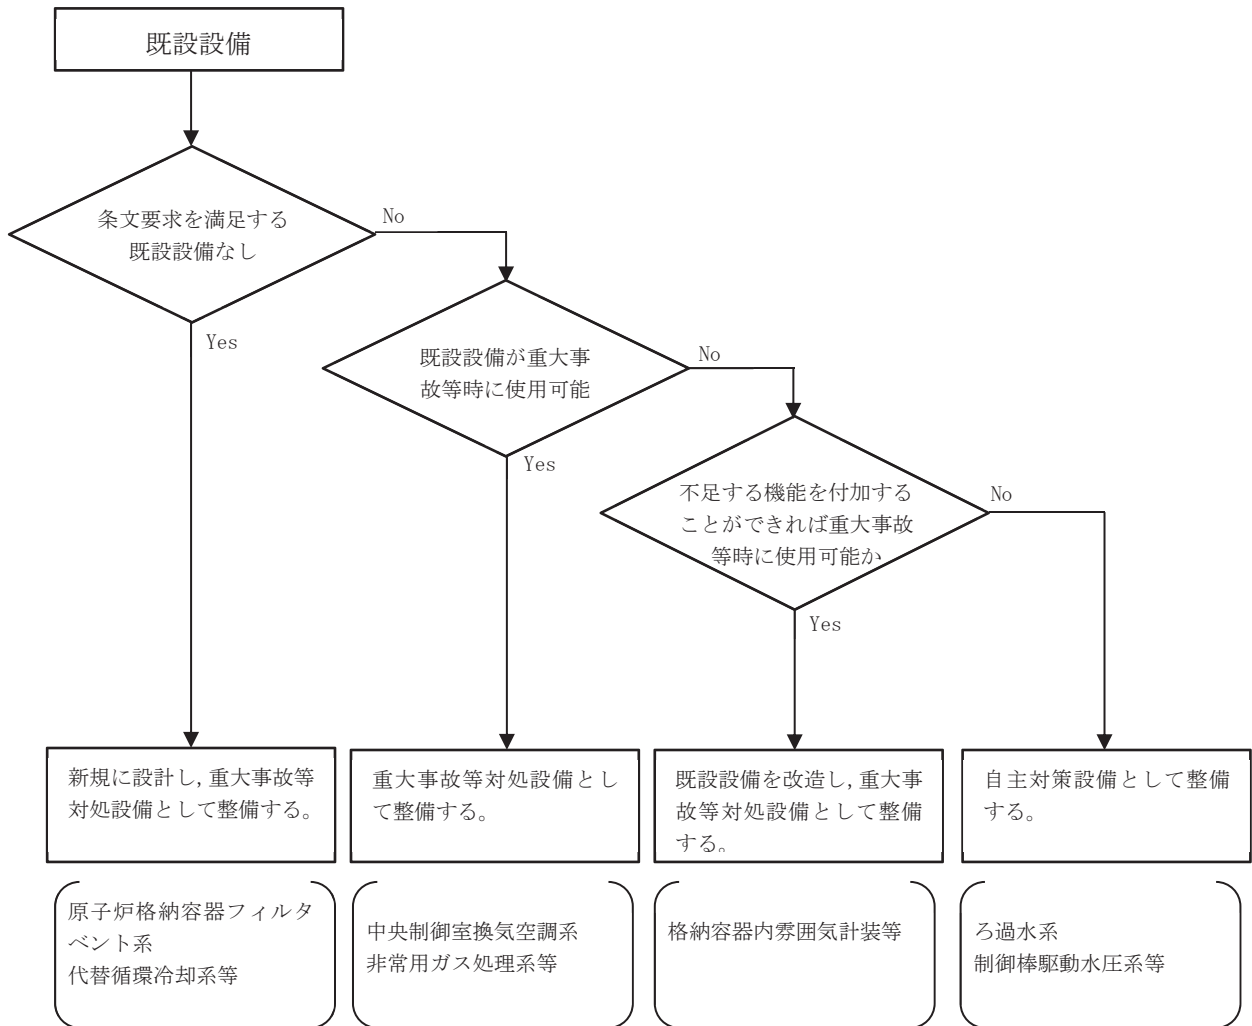 既設設備
条文要求を満足する
既設設備なし
No
Yes
既設設備が重大事
故等時に使用可能
No
Yes
不足する機能を付加する
ことができれば重大事故
等時に使用可能か
No
Yes
新規に設計し,重大事故等
対処設備として整備する。
重大事故等対処設備とし
て整備する。
既設設備を改造し,重大事
故等対処設備として整備
する。
自主対策設備として整備
する。
原子炉格納容器フィルタ
ベント系
代替循環冷却系等
中央制御室換気空調系
非常用ガス処理系等
格納容器内雰囲気計装等
ろ過水系
制御棒駆動水圧系等